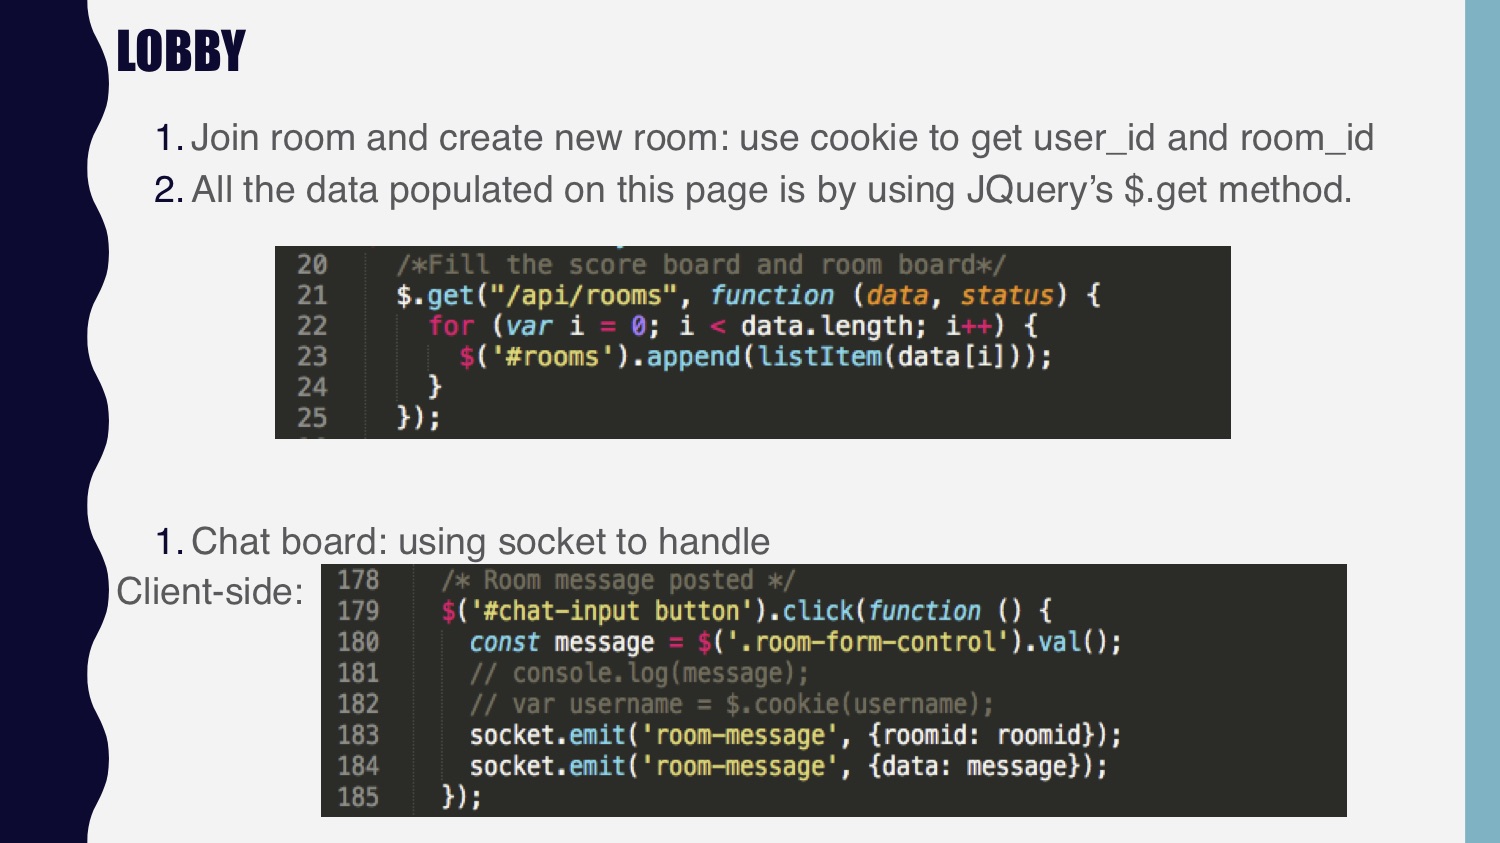 LOBBY
1. Join room and create new room: use cookie to get user_id and room_id
2. All the data populated on this page is by using JQuery’s $.get method.
20 /*Fill the score board and room board*/
21 $.get("/api/rooms", function (data, status) {
22 for (var i = 0; i < data.length; i++) {
23 $('#rooms').append(listItem(data[i]));
24 }
25 });
1. Chat board: using socket to handle
Client-side:
178 /* Room message posted */
179 $('#chat-input button').click(function () {
180 const message = $('.room-form-control').val();
181 // console.log(message);
182 // var username = $.cookie(username);
183 socket.emit('room-message', {roomid: roomid});
184 socket.emit('room-message', {data: message});
185 });